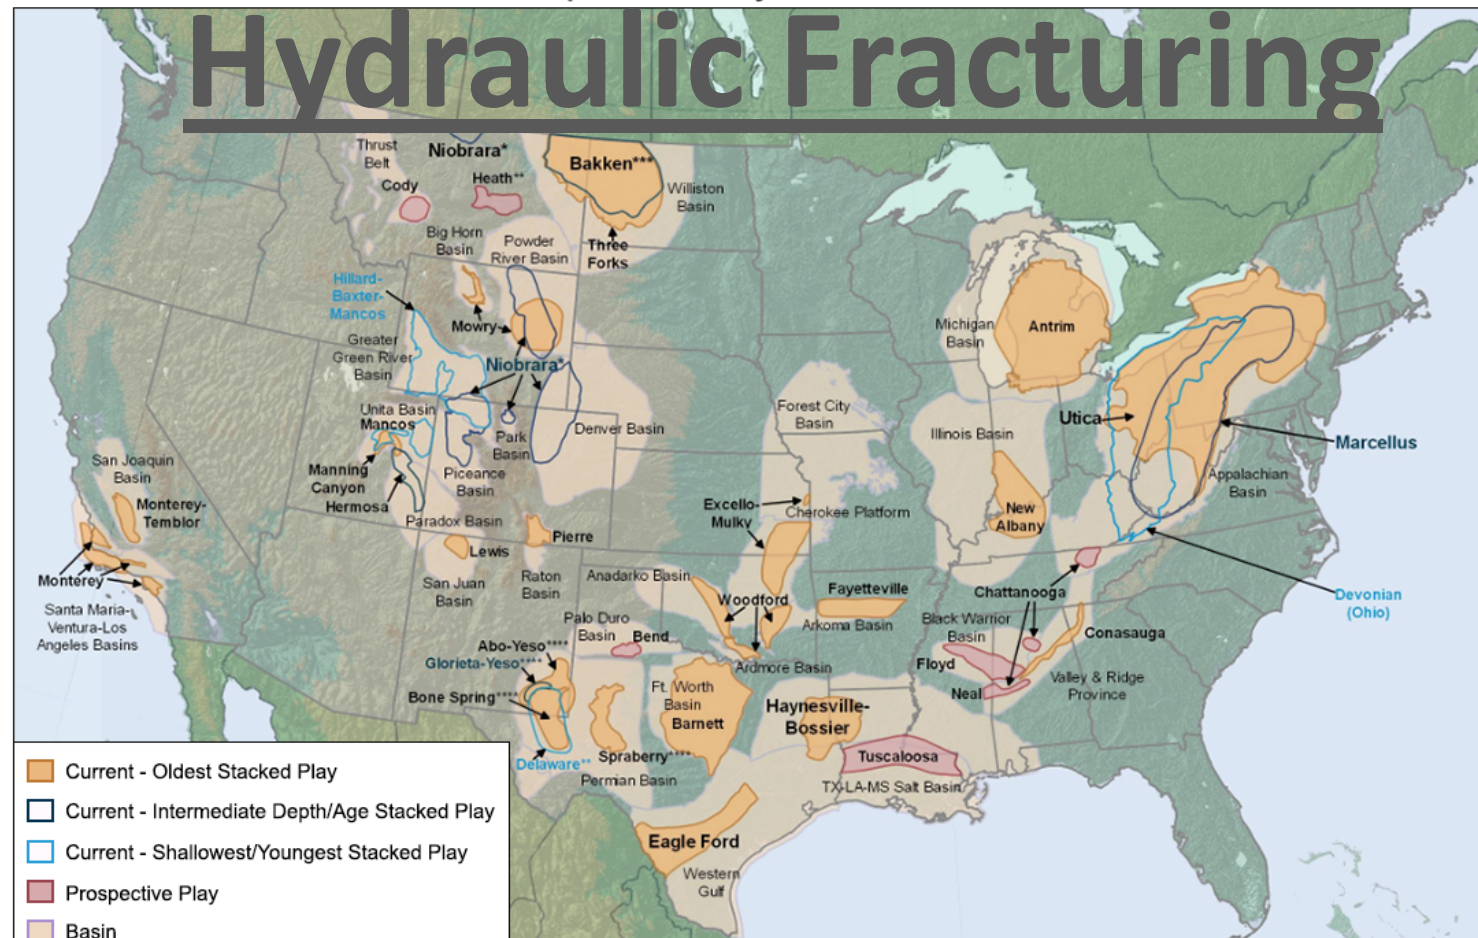 Hydraulic Fracturing
Thrust
Belt
Niobrara*
Bakken***
Cody
Heath**
Williston
Basin
Big Horn
Basin
Powder
River Basin
Three
Forks
Hillard-
Baxter-
Mancos
Mowry
Michigan
Basin
Antrim
Greater
Green River
Basin
Niobrara*
Unita Basin
Mancos
Park
Basin
Denver Basin
Forest City
Basin
Illinois Basin
Utica
Marcellus
San Joaquin
Basin
Manning
Canyon
Hermosa
Piceance
Basin
Appalachian
Basin
Monterey-
Temblor
Paradox Basin
Excello-
Mulky
Cherokee Platform
New
Albany
Lewis
Pierre
Monterey
San Juan
Basin
Raton
Basin
Anadarko Basin
Woodford
Fayetteville
Chattanooga
Devonian
(Ohio)
Santa Maria-
Ventura-Los
Angeles Basins
Palo Duro
Basin
Bend
Arkoma Basin
Black Warrior
Basin
Conasauga
Abo-Yeso****
Glorieta-Yeso****
Bone Spring****
Ardmore Basin
Floyd
Neal
Valley & Ridge
Province
Ft. Worth
Basin
Barnett
Haynesville-
Bossier
Delaware**
Spraberry****
Permian Basin
Tuscaloosa
TX-LA-MS Salt Basin
Eagle Ford
Western
Gulf
Current - Oldest Stacked Play
Current - Intermediate Depth/Age Stacked Play
Current - Shallowest/Youngest Stacked Play
Prospective Play
Basin